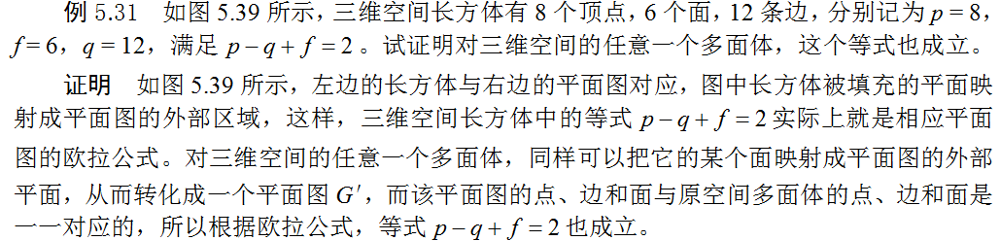 例 5.31 如图 5.39 所示，三维空间长方体有 8 个顶点，6 个面，12 条边，分别记为 p = 8，
f = 6，q = 12，满足 p − q + f = 2。试证明对三维空间的任意一个多面体，这个等式也成立。
证明 如图 5.39 所示，左边的长方体与右边的平面图对应，图中长方体被填充的平面映
射成平面图的外部区域，这样，三维空间长方体中的等式 p − q + f = 2 实际上就是相应平面
图的欧拉公式。对三维空间的任意一个多面体，同样可以把它的某个面映射成平面图的外部
平面，从而转化成一个平面图 G′，而该平面图的点、边和面与原空间多面体的点、边和面是
一一对应的，所以根据欧拉公式，等式 p − q + f = 2 也成立。